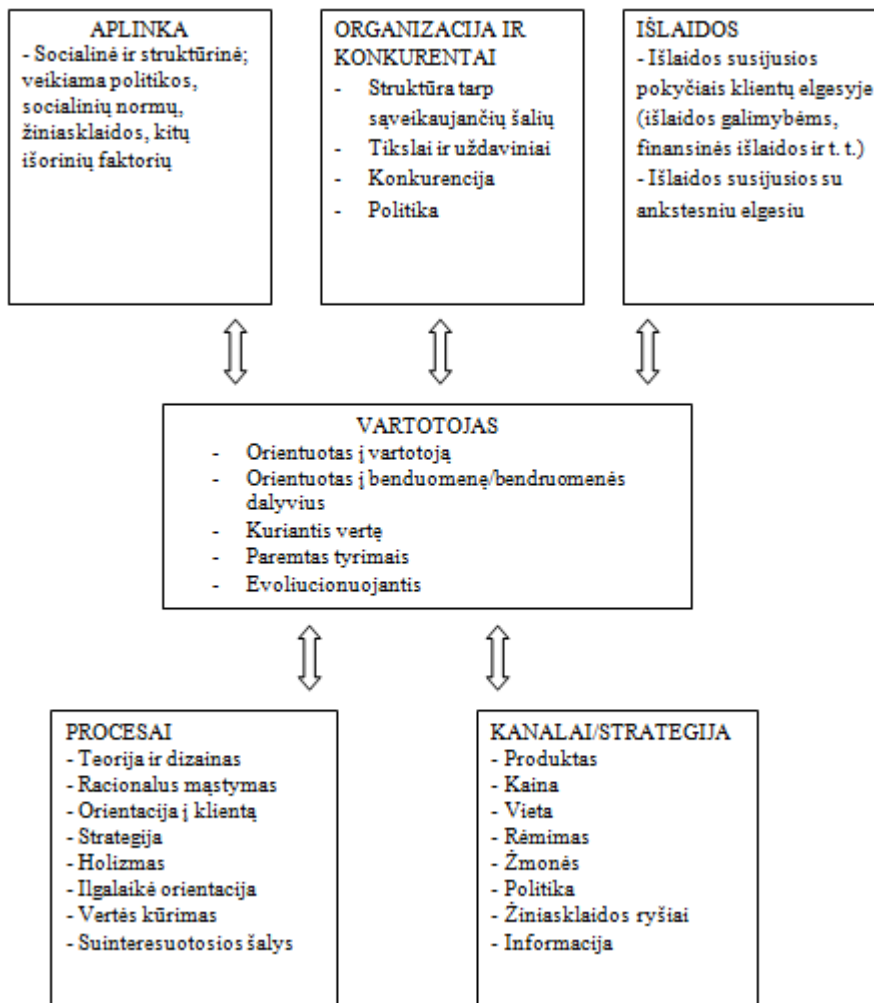 APLINKA
- Socialinė ir struktūrinė;
veikiama politikos,
socialinių normų,
žiniasklaidos, kitų
išorinių faktorių
ORGANIZACIJA IR
KONKURENTAI
- Struktūra tarp
sąveikaujančių šalių
- Tikslai ir uždaviniai
- Konkurencija
- Politika
IŠLAIDOS
- Išlaidos susijusios
pokyčiais klientų elgesyje
(išlaidos galimybėms,
finansinės išlaidos ir t. t.)
- Išlaidos susijusios su
ankstesniu elgesiu
VARTOTOJAS
- Orientuotas į vartotoją
- Orientuotas į benduomenę/bendruomenės
dalyvius
- Kuriantis vertę
- Paremtas tyrimais
- Evoliucionuojantis
PROCESAI
- Teorija ir dizainas
- Racionalus mąstymas
- Orientacija į klientą
- Strategija
- Holizmas
- Ilgalaikė orientacija
- Vertės kūrimas
- Suinteresuotosios šalys
KANALAI/STRATEGIJA
- Produktas
- Kaina
- Vieta
- Rėmimas
- Žmonės
- Politika
- Žiniasklaidos ryšiai
- Informacija